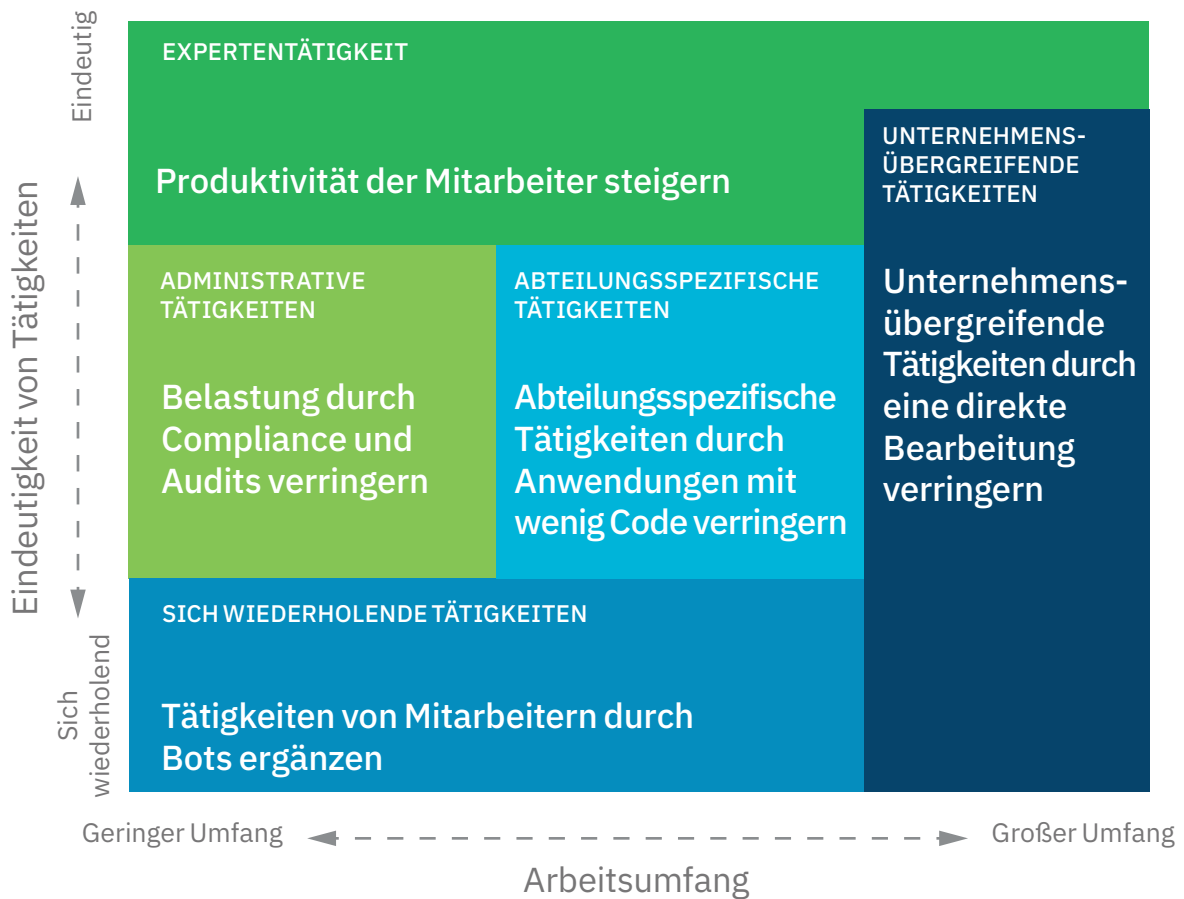 Eindeutig
Eindeutigkeit von Tätigkeiten
Sich
wiederholend
EXPERTENTÄTIGKEIT
Produktivität der Mitarbeiter steigern
ADMINISTRATIVE
TÄTIGKEITEN
Belastung durch
Compliance und
Audits verringern
ABTEILUNGSSPEZIFISCHE
TÄTIGKEITEN
Abteilungsspezifische
Tätigkeiten durch
Anwendungen mit
wenig Code verringern
UNTERNEHMENS-
ÜBERGREIFENDE
TÄTIGKEITEN
Unternehmens-
übergreifende
Tätigkeiten durch
eine direkte
Bearbeitung
verringern
SICH WIEDERHOLENDE TÄTIGKEITEN
Tätigkeiten von Mitarbeitern durch
Bots ergänzen
Geringer Umfang
Großer Umfang
Arbeitsumfang